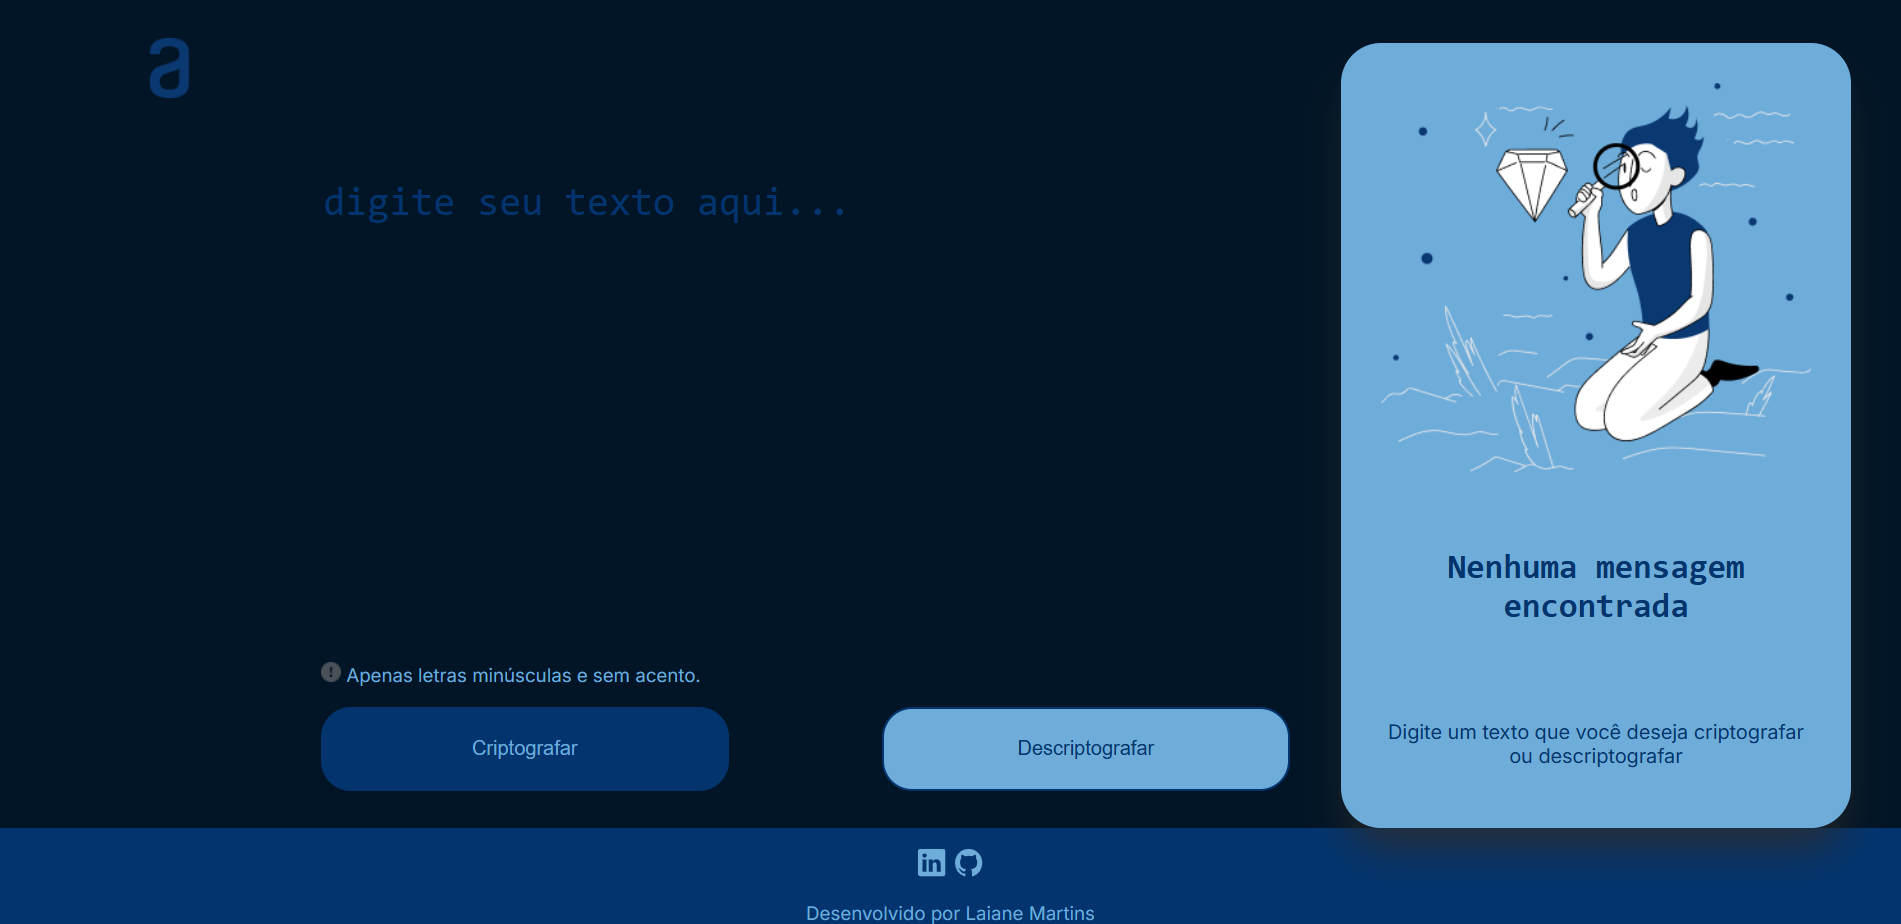 a
digite seu texto aqui...
Apenas letras minúsculas e sem acento.
Criptografar
Descriptografar
Nenhuma mensagem
encontrada
Digite um texto que você deseja criptografar
ou descriptografar
in
Desenvolvido por Laiane Martins